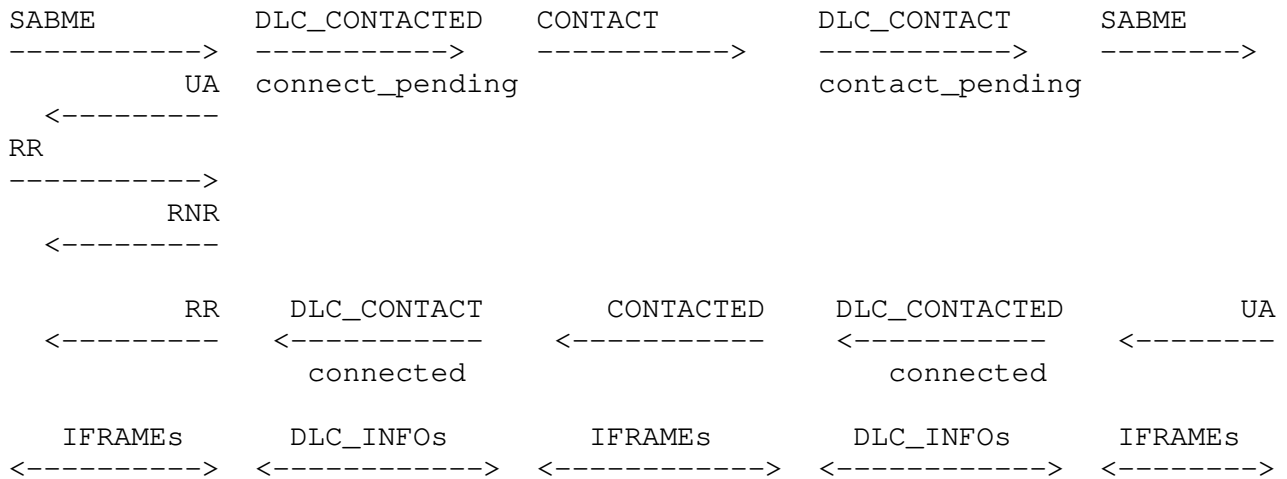 SABME DLC_CONTACTED CONTACT DLC_CONTACT SABME
-----------> -----------> -----------> -----------> -------->
UA connect_pending contact_pending
<---------
RR
----------->
RNR
<---------
RR DLC_CONTACT CONTACTED DLC_CONTACTED UA
<--------- <----------- <----------- <----------- <--------
connected connected
IFRAMEs DLC_INFOs IFRAMEs DLC_INFOs IFRAMEs
<----------> <------------> <------------> <------------> <-------->